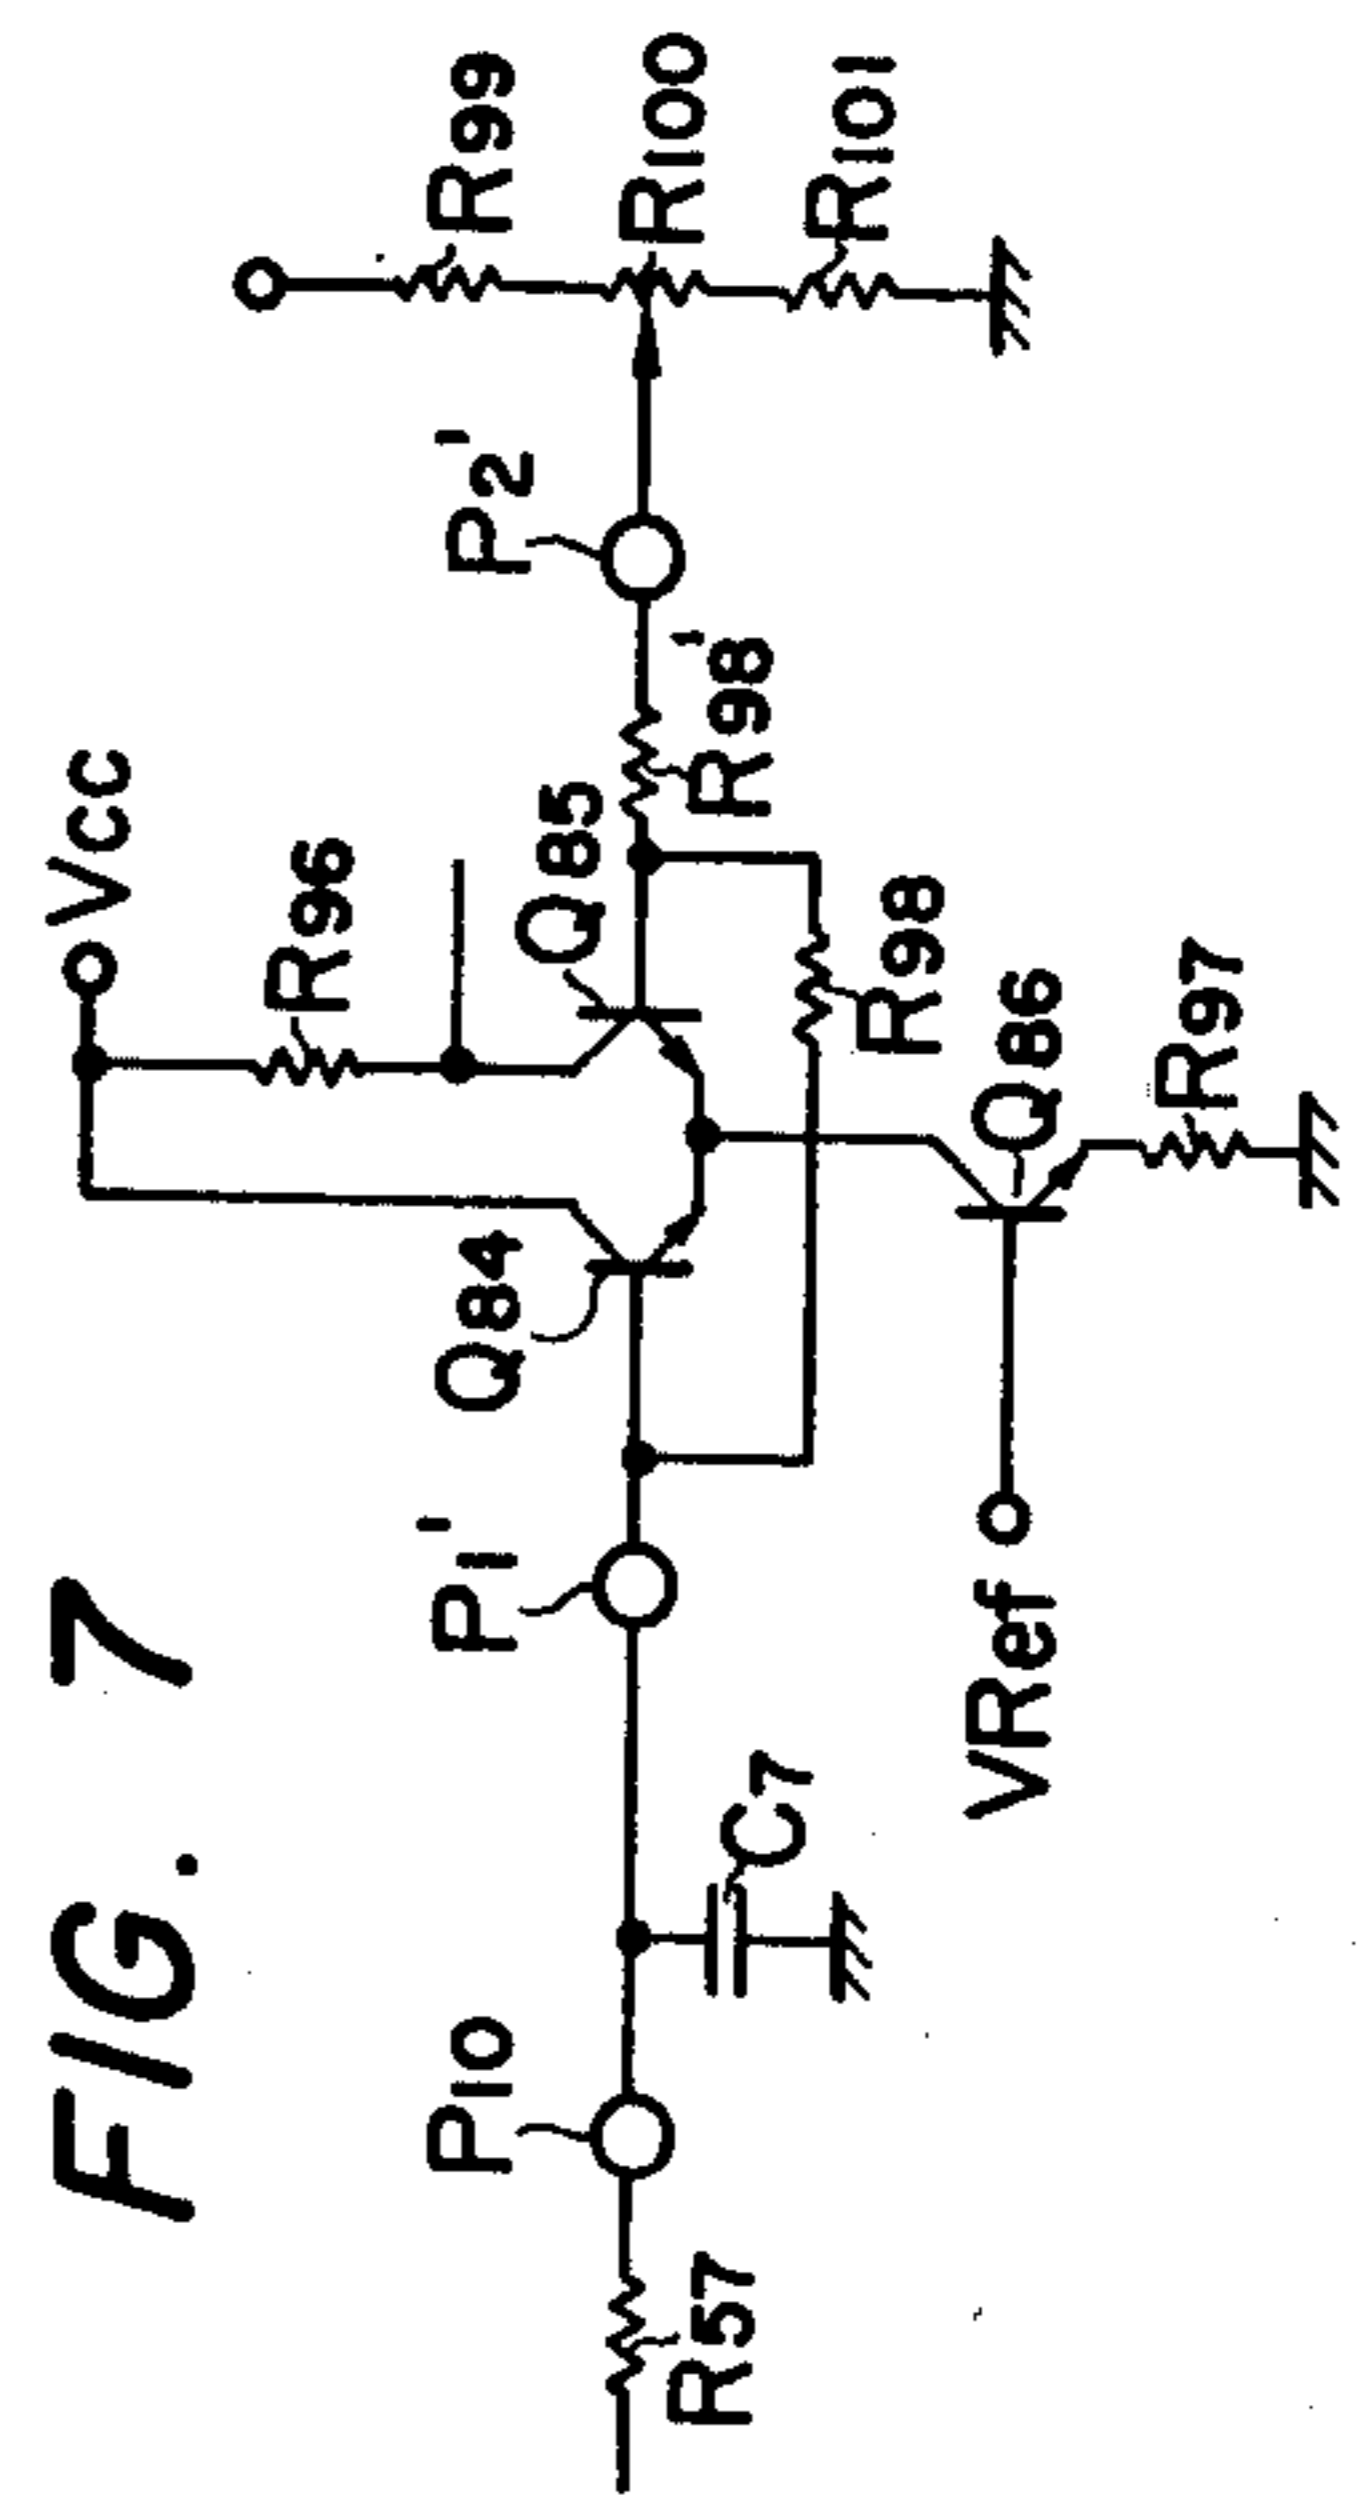 FIG. 7
Vcc
R96
R99
Q84
Q85
P10
P1'
P2'
R100
R57
C7
R98'
R98
R101
VRef
Q86
R97